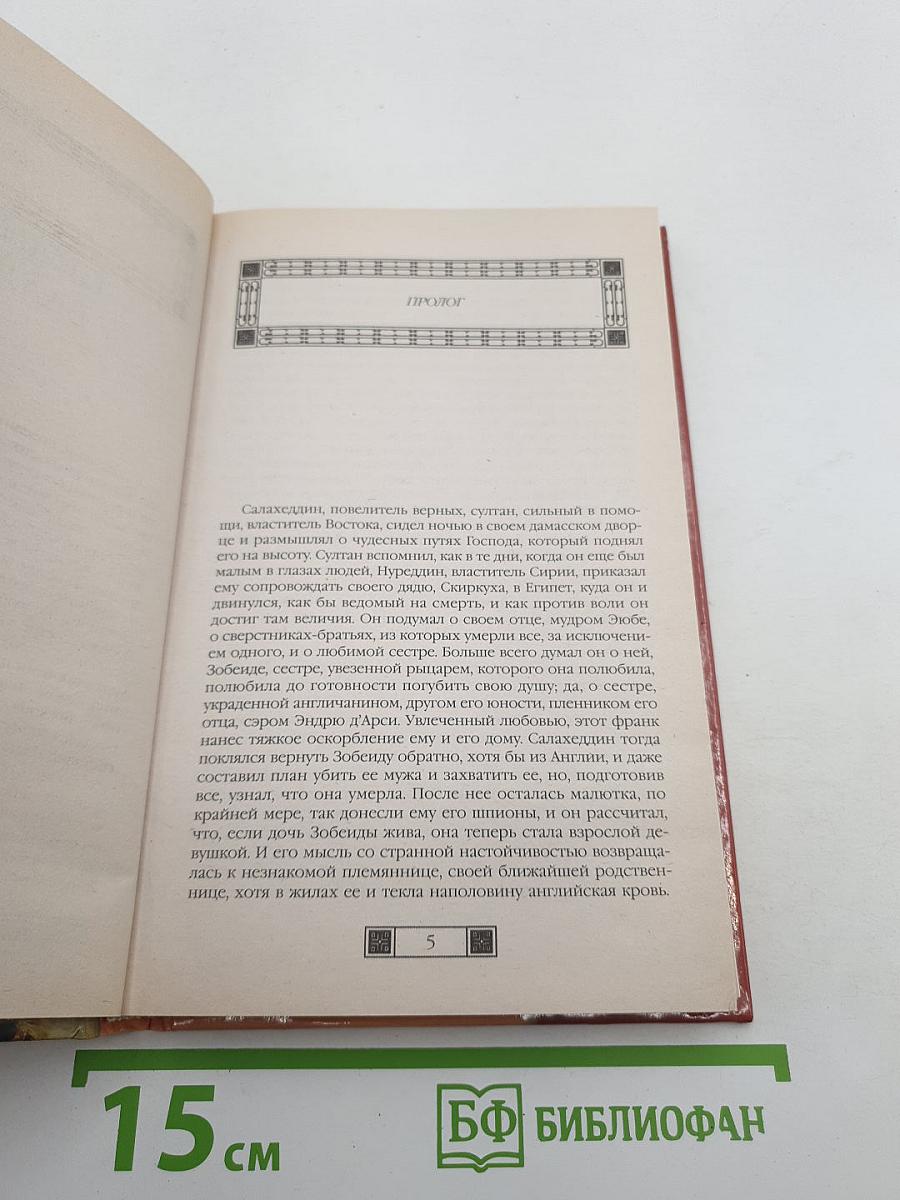 ПРОЛОГ
Салахеддин, повелитель верных, султан, сильный в помо-
щи, властитель Востока, сидел ночью в своем дамасском двор-
це и размышлял о чудесных путях Господа, который поднял
его на высоту. Султан вспомнил, как в те дни, когда он еще был
малым в глазах людей, Нуреддин, властитель Сирии, приказал
ему сопровождать своего дядю, Скиркуха, в Египет, куда он и
двинулся, как бы ведомый на смерть, и как против воли он
достиг там величия. Он подумал о своем отце, мудром Эюбе,
о сверстниках-братьях, из которых умерли все, за исключени-
ем одного, и о любимой сестре. Больше всего думал он о ней,
Зобеиде, сестре, увезенной рыцарем, которого она полюбила,
полюбила до готовности погубить свою душу; да, о сестре,
украденной англичанином, другом его юности, пленником его
отца, сэром Эндрю д'Арси. Увлеченный любовью, этот франк
нанес тяжкое оскорбление ему и его дому. Салахеддин тогда
поклялся вернуть Зобеиду обратно, хотя бы из Англии, и даже
составил план убить ее мужа и захватить ее, но, подготовив
все, узнал, что она умерла. После нее осталась малютка, по
крайней мере, так донесли ему его шпионы, и он рассчитал,
что, если дочь Зобеиды жива, она теперь стала взрослой де-
вушкой. И его мысль со странной настойчивостью возвраща-
лась к незнакомой племяннице, своей ближайшей родствен-
нице, хотя в жилах ее и текла наполовину английская кровь.
5
15 см
БФ БИБЛИОФАН